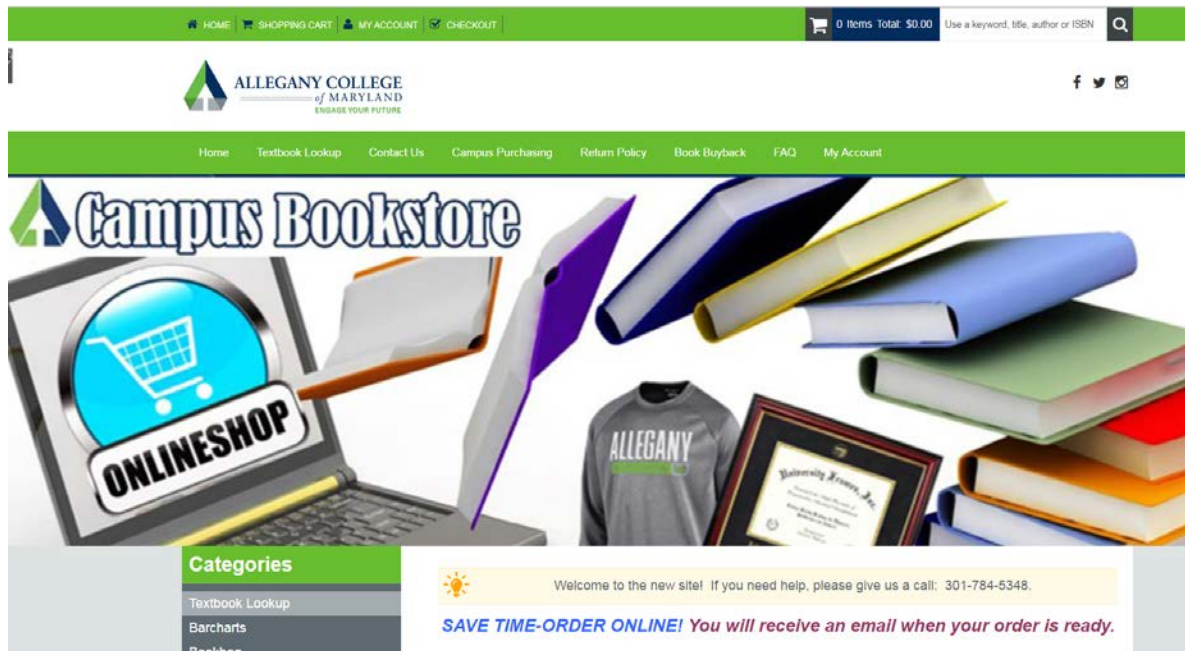 HOME SHOPPING CART MY ACCOUNT CHECKOUT 0 Items Total: $0.00 Use a keyword, title, author or ISBN
ALLEGANY COLLEGE
of MARYLAND
ENGAGE YOUR FUTURE
Home Textbook Lookup Contact Us Campus Purchasing Return Policy Book Buyback FAQ My Account
Campus Bookstore
ONLINESHOP
ALLEGANY
University Frames, Inc.
Categories
Welcome to the new site! If you need help, please give us a call: 301-784-5348.
Textbook Lookup
SAVE TIME-ORDER ONLINE! You will receive an email when your order is ready.
Barcharts